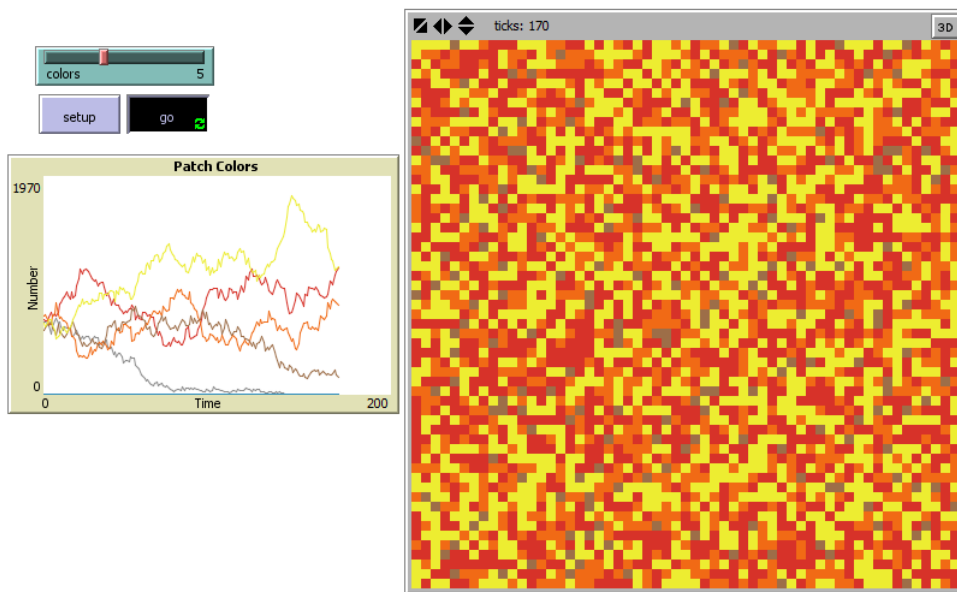 ticks: 170
3D
colors 5
setup
go
Patch Colors
1970
Number
0
0 Time 200